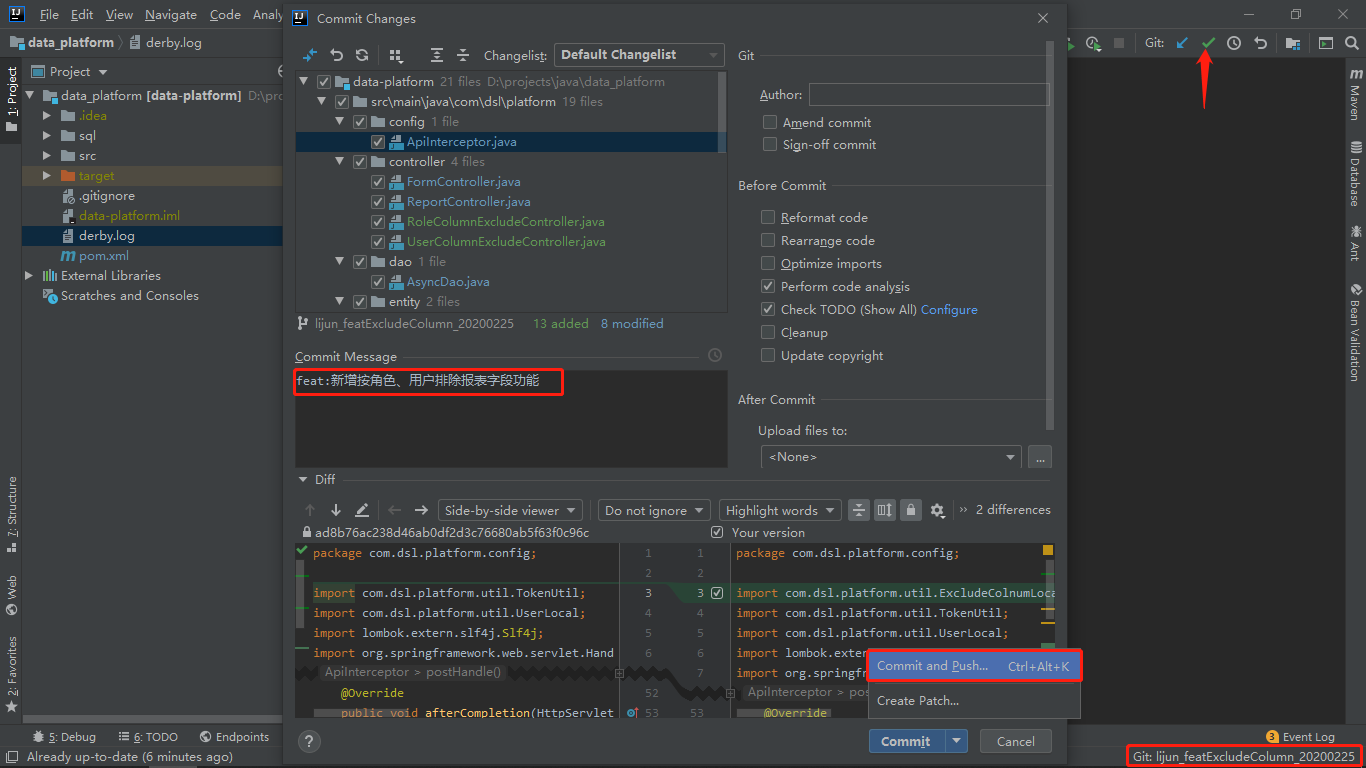 File Edit View Navigate Code Analy
Commit Changes
data_platform derby.log
Git:
Changelist: Default Changelist
Git
Project
1: Project
data_platform [data-platform] D:\pro
.idea
sql
src
target
.gitignore
data-platform.iml
derby.log
pom.xml
External Libraries
Scratches and Consoles
data-platform 21 files D:\projects\java\data_platform
src\main\java\com\dsl\platform 19 files
config 1 file
ApiInterceptor.java
controller 4 files
FormController.java
ReportController.java
RoleColumnExcludeController.java
UserColumnExcludeController.java
dao 1 file
AsyncDao.java
entity 2 files
lijun_featExcludeColumn_20200225 13 added 8 modified
Author:
Amend commit
Sign-off commit
Before Commit
Reformat code
Rearrange code
Optimize imports
Perform code analysis
Check TODO (Show All) Configure
Cleanup
Update copyright
After Commit
Upload files to:
<None>
...
Maven
Database
Ant
Bean Validation
Commit Message
feat:新增按角色、用户排除报表字段功能
Diff
Side-by-side viewer Do not ignore Highlight words 2 differences
ad8b76ac238d46ab0df2d3c76680ab5f63f0c96c Your version
package com.dsl.platform.config; 1 1 package com.dsl.platform.config;
2 2
import com.dsl.platform.util.TokenUtil; 3 3 import com.dsl.platform.util.ExcludeColnumLoca
import com.dsl.platform.util.UserLocal; 4 4 import com.dsl.platform.util.TokenUtil;
import lombok.extern.slf4j.Slf4j; 5 5 import com.dsl.platform.util.UserLocal;
import org.springframework.web.servlet.Hand 6 6 import lombok.exter
ApiInterceptor > postHandle() 7 import org.springfr
@Override 52 ApiInterceptor > pos
public void afterCompletion(HttpServlet 53 53 @Override
Commit and Push... Ctrl+Alt+K
Create Patch...
7: Structure
Web
2: Favorites
? Commit Cancel
5: Debug 6: TODO Endpoints
3 Event Log
Already up-to-date (6 minutes ago)
Git: lijun_featExcludeColumn_20200225